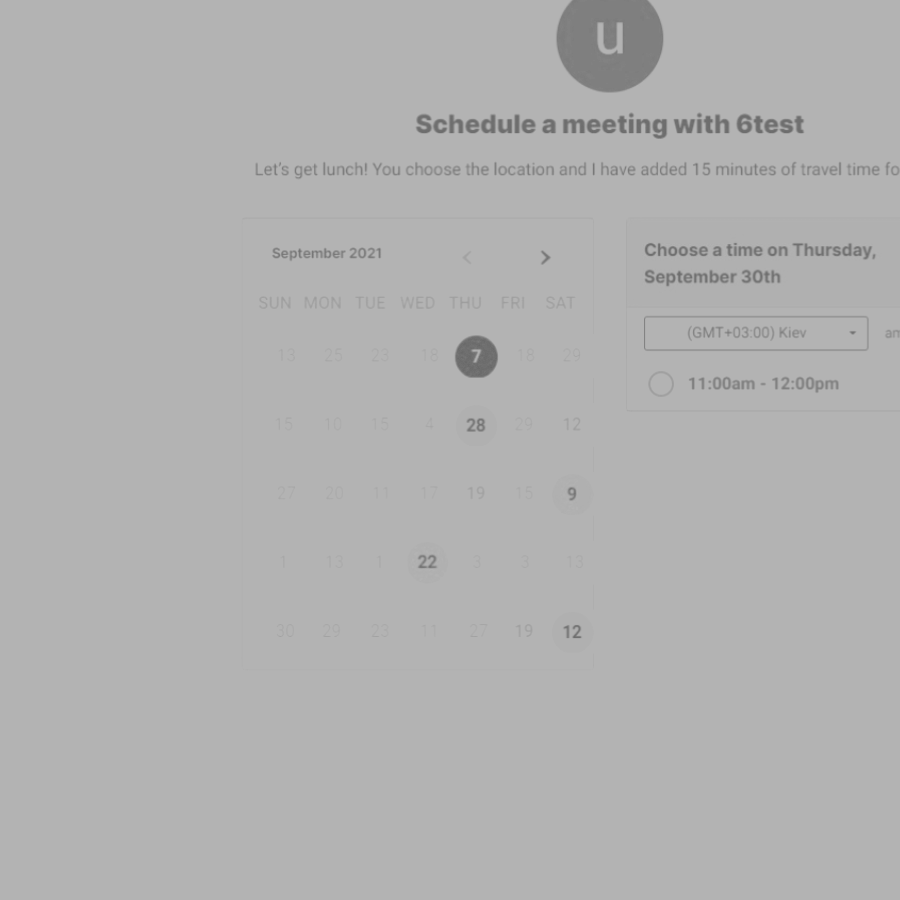 u
Schedule a meeting with 6test
Let's get lunch! You choose the location and I have added 15 minutes of travel time fo
September 2021
SUN MON TUE WED THU FRI SAT
13 25 23 18 7 18 29
15 10 15 4 28 29 12
27 20 11 17 19 15 9
1 13 1 22 3 3 13
30 29 23 11 27 19 12
Choose a time on Thursday,
September 30th
(GMT+03:00) Kiev am
11:00am - 12:00pm